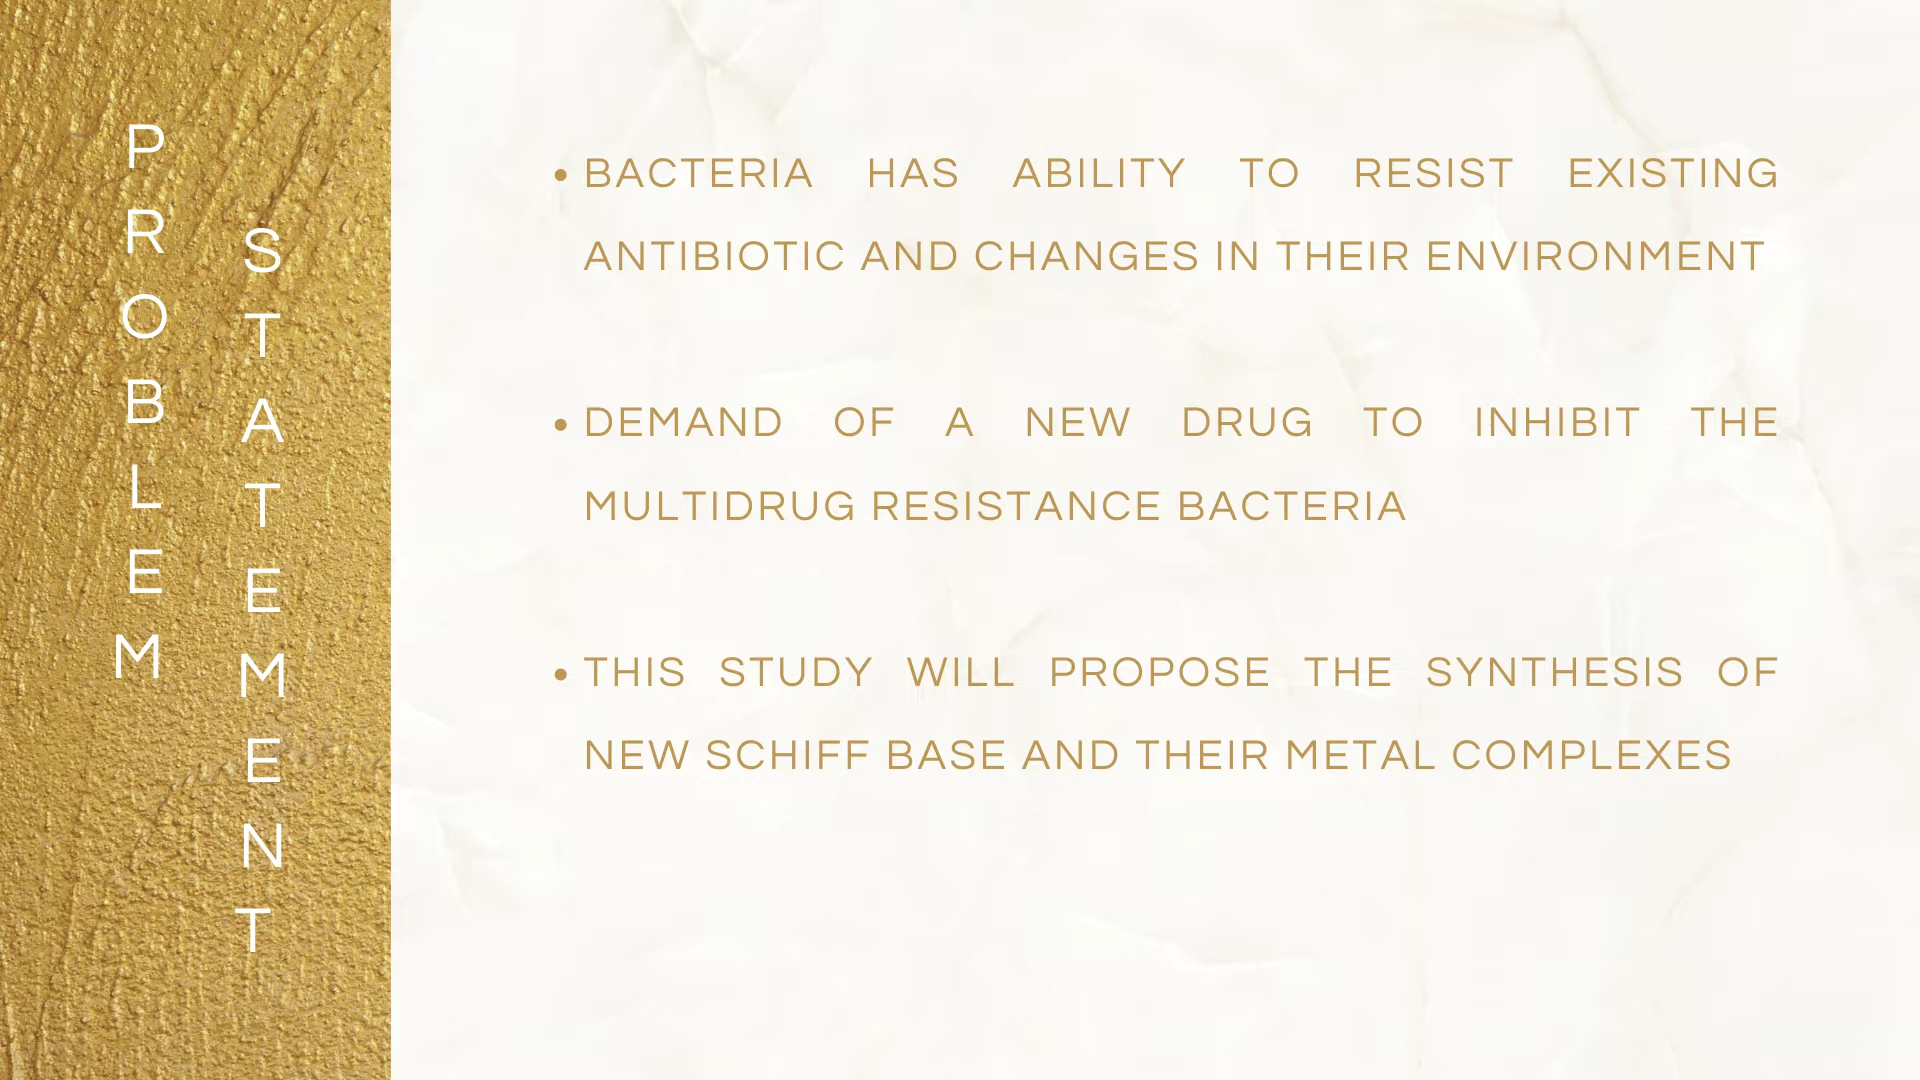 PROBLEM
STATEMENT
• BACTERIA HAS ABILITY TO RESIST EXISTING
ANTIBIOTIC AND CHANGES IN THEIR ENVIRONMENT
• DEMAND OF A NEW DRUG TO INHIBIT THE
MULTIDRUG RESISTANCE BACTERIA
• THIS STUDY WILL PROPOSE THE SYNTHESIS OF
NEW SCHIFF BASE AND THEIR METAL COMPLEXES